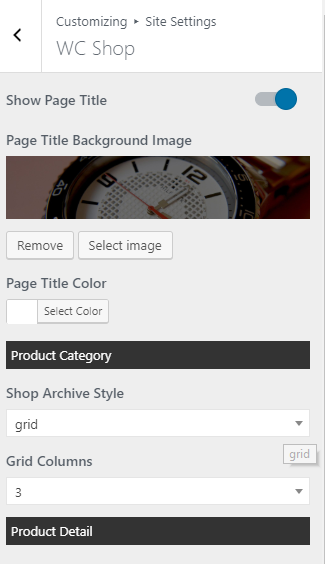 Customizing ▸ Site Settings
WC Shop
Show Page Title
Page Title Background Image
Remove
Select image
Page Title Color
Select Color
Product Category
Shop Archive Style
grid
grid
Grid Columns
3
Product Detail